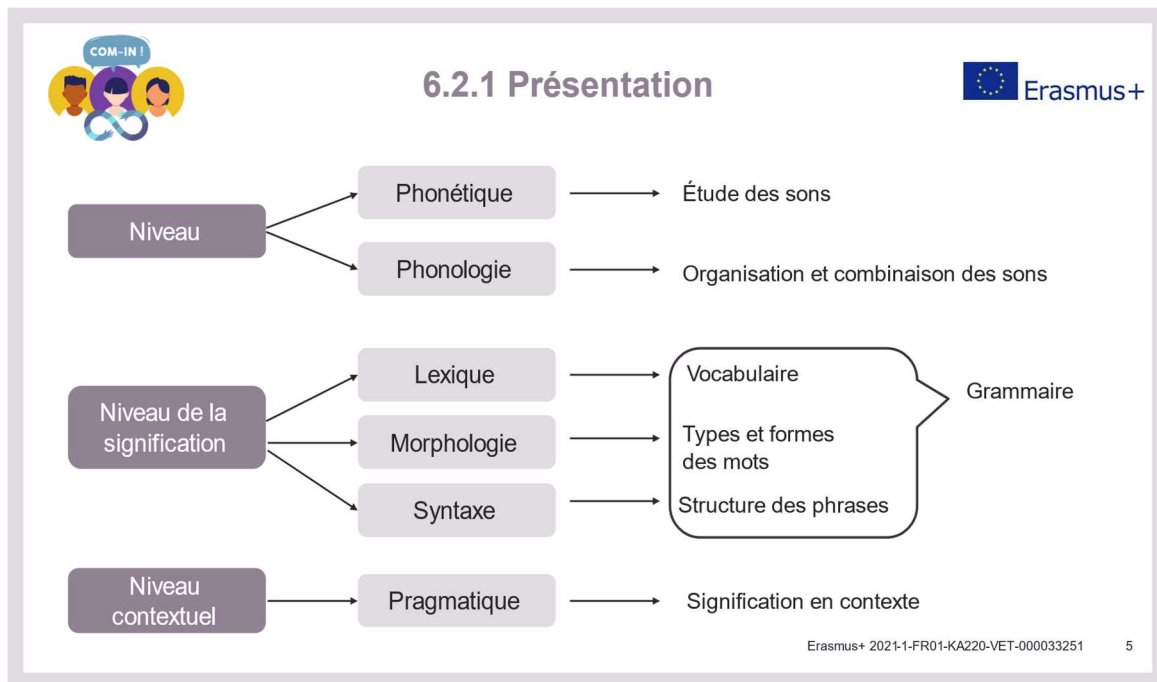 COM-IN !
6.2.1 Présentation
Erasmus+
Niveau
Phonétique
Étude des sons
Phonologie
Organisation et combinaison des sons
Niveau de la
signification
Lexique
Vocabulaire
Grammaire
Morphologie
Types et formes
des mots
Syntaxe
Structure des phrases
Niveau
contextuel
Pragmatique
Signification en contexte
Erasmus+ 2021-1-FR01-KA220-VET-000033251
5